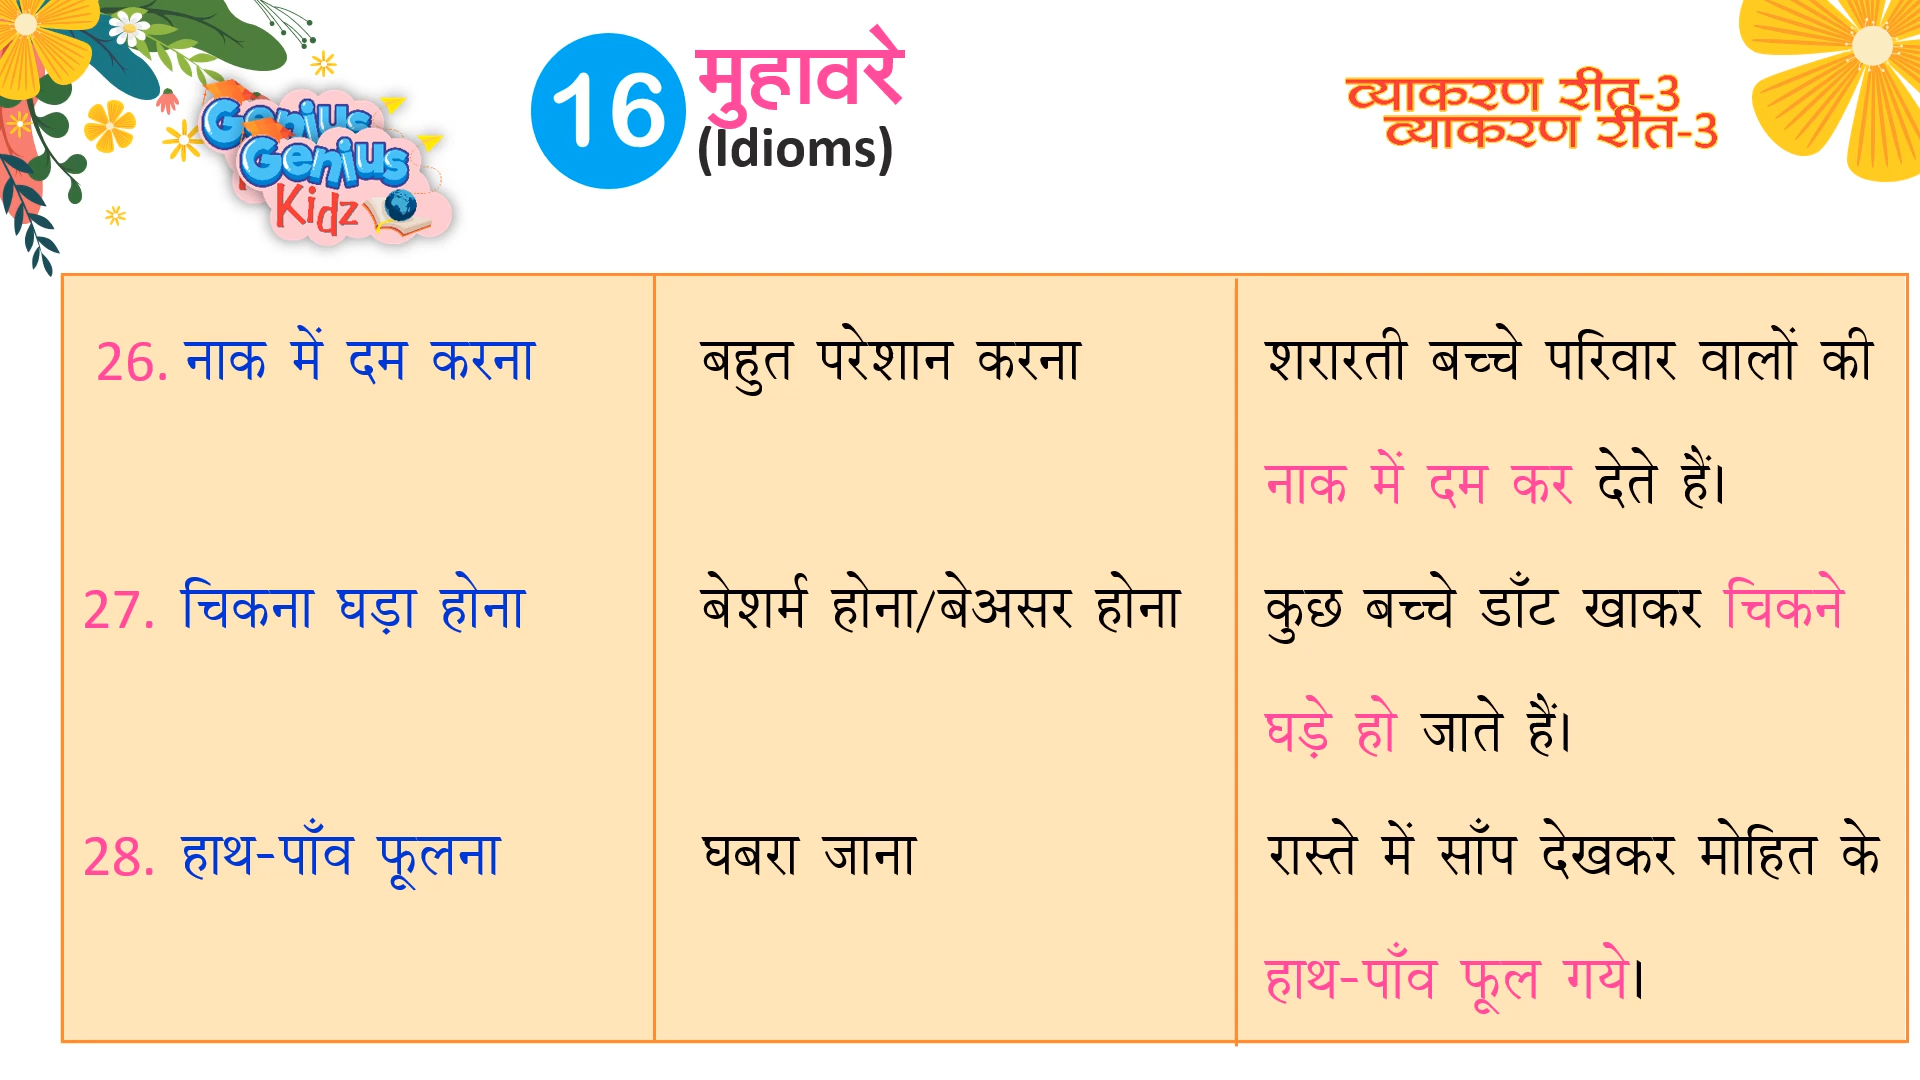 Genius
Genius
Kidz
16 मुहावरे
(Idioms)
व्याकरण रीत-3
व्याकरण रीत-3
26. नाक में दम करना बहुत परेशान करना शरारती बच्चे परिवार वालों की
नाक में दम कर देते हैं।
27. चिकना घड़ा होना बेशर्म होना/बेअसर होना कुछ बच्चे डाँट खाकर चिकने
घड़े हो जाते हैं।
28. हाथ-पाँव फूलना घबरा जाना रास्ते में साँप देखकर मोहित के
हाथ-पाँव फूल गये।